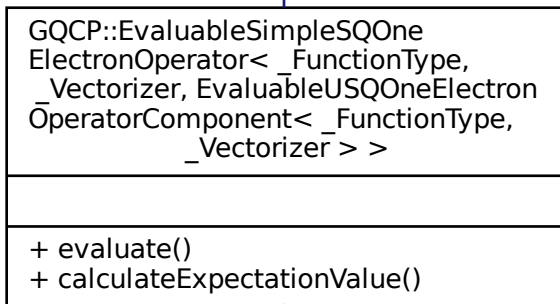 GQCP::EvaluableSimpleSQOne
ElectronOperator< _FunctionType,
_Vectorizer, EvaluableUSQOneElectron
OperatorComponent< _FunctionType,
_Vectorizer > >
+ evaluate()
+ calculateExpectationValue()